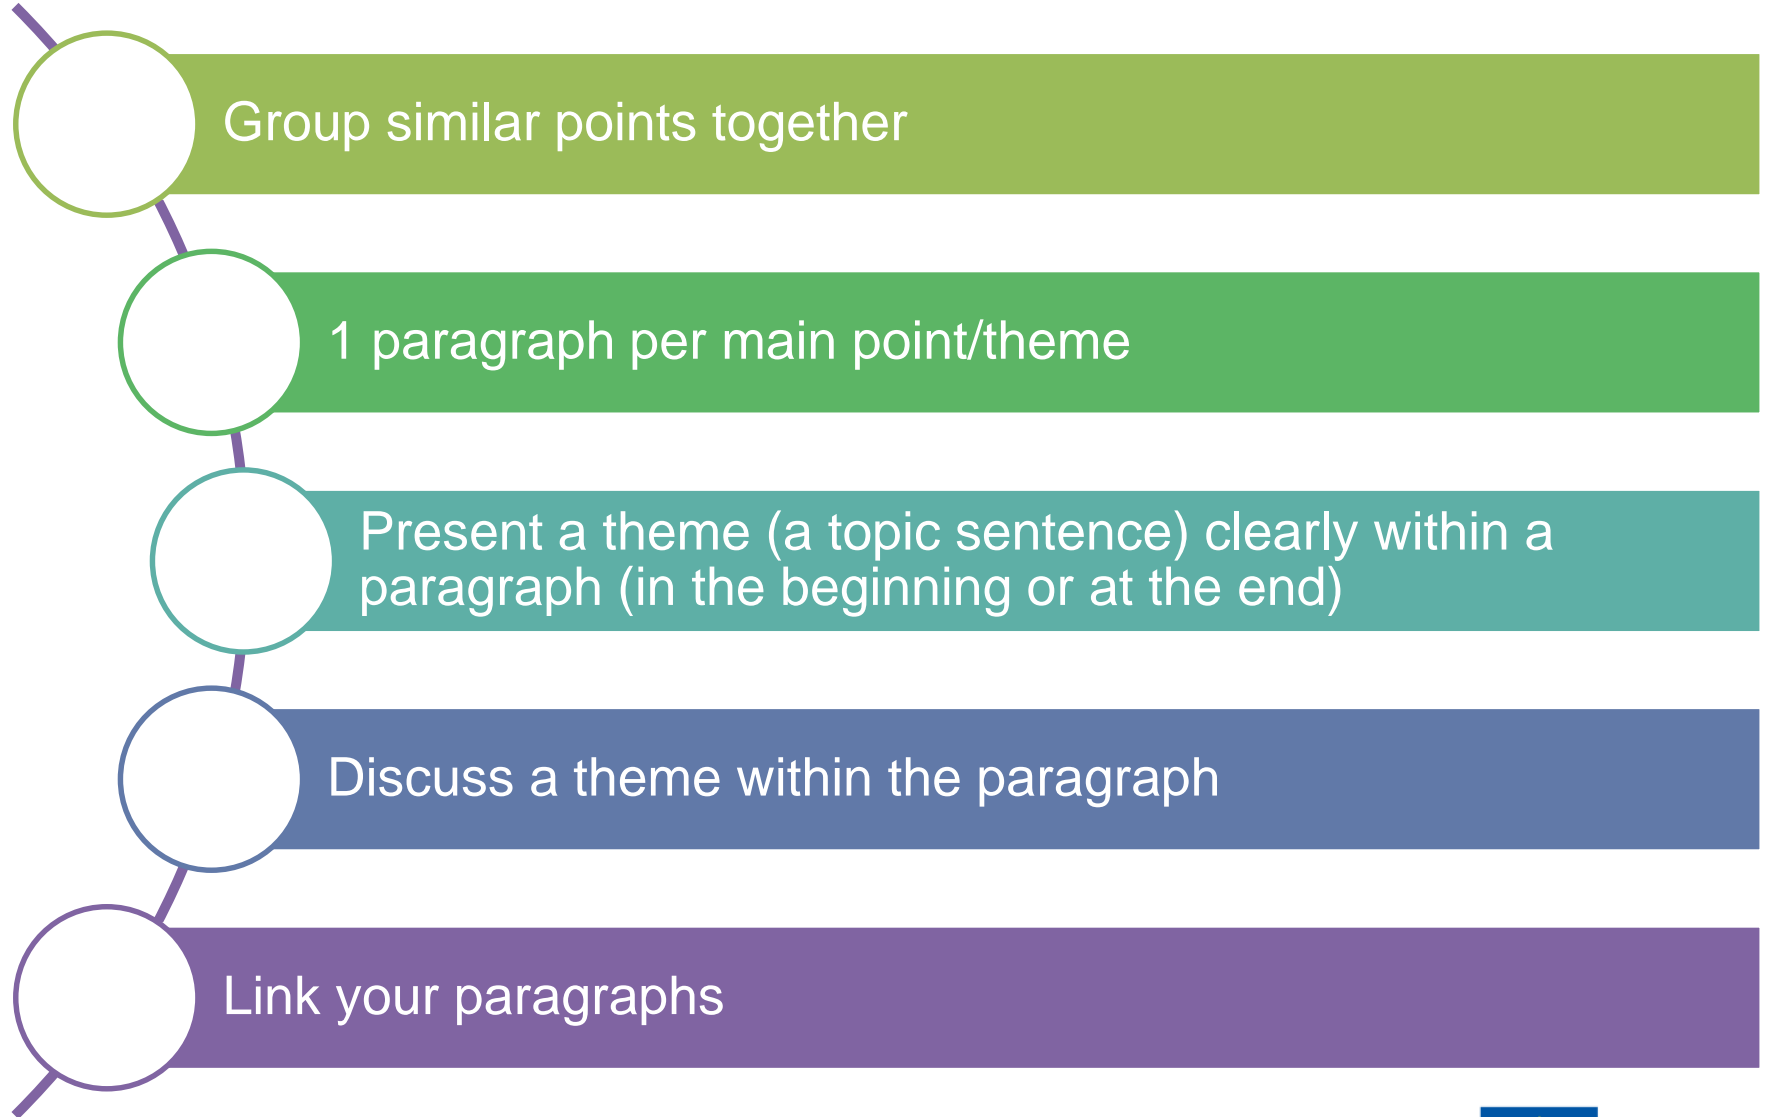 Group similar points together
1 paragraph per main point/theme
Present a theme (a topic sentence) clearly within a
paragraph (in the beginning or at the end)
Discuss a theme within the paragraph
Link your paragraphs